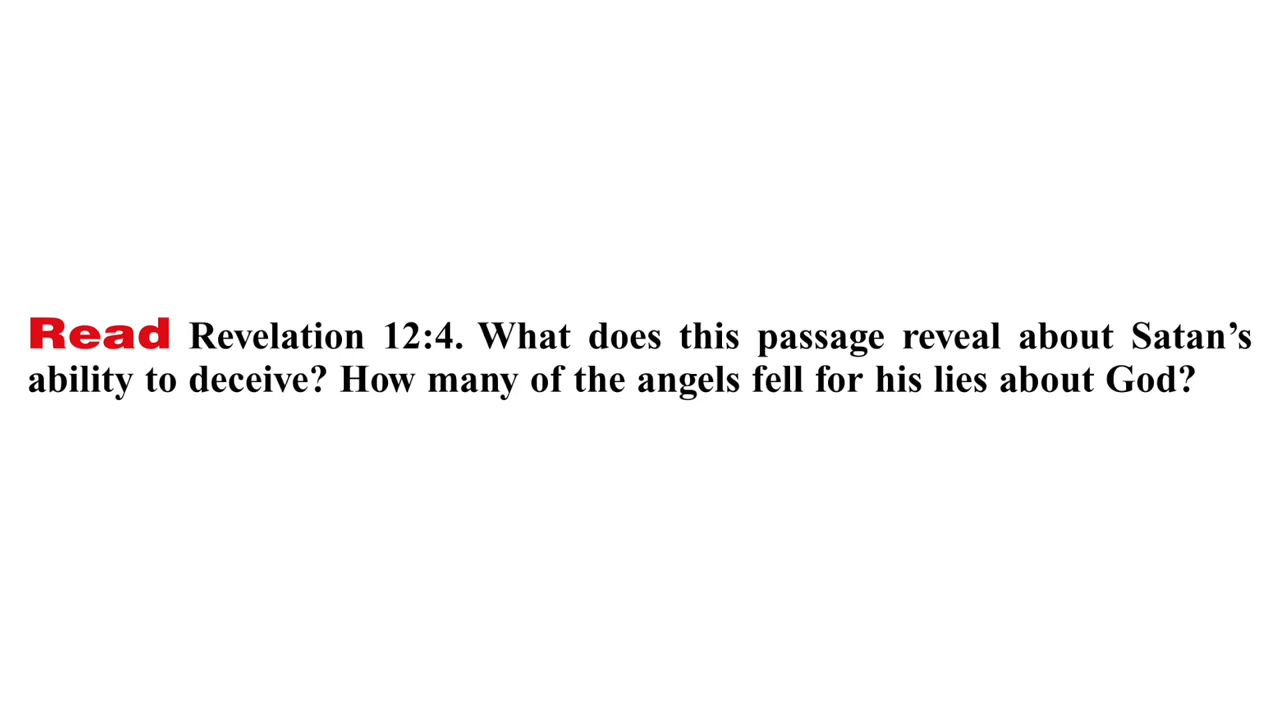 Read Revelation 12:4. What does this passage reveal about Satan’s
ability to deceive? How many of the angels fell for his lies about God?